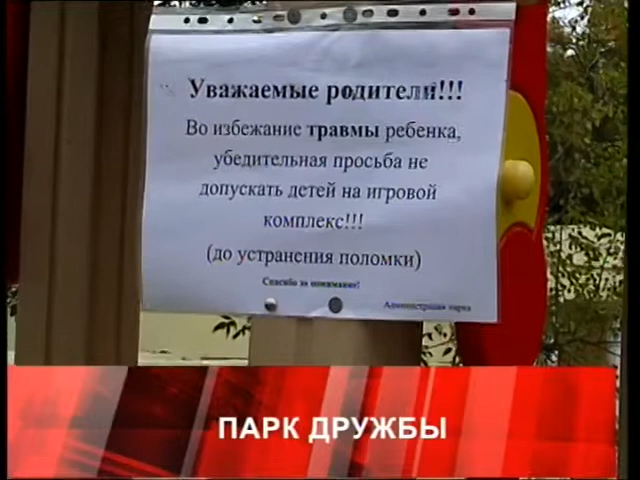 Уважаемые родители!!!
Во избежание травмы ребенка,
убедительная просьба не
допускать детей на игровой
комплекс!!!
(до устранения поломки)
Спасибо за понимание!
Администрация парка
ПАРК ДРУЖБЫ